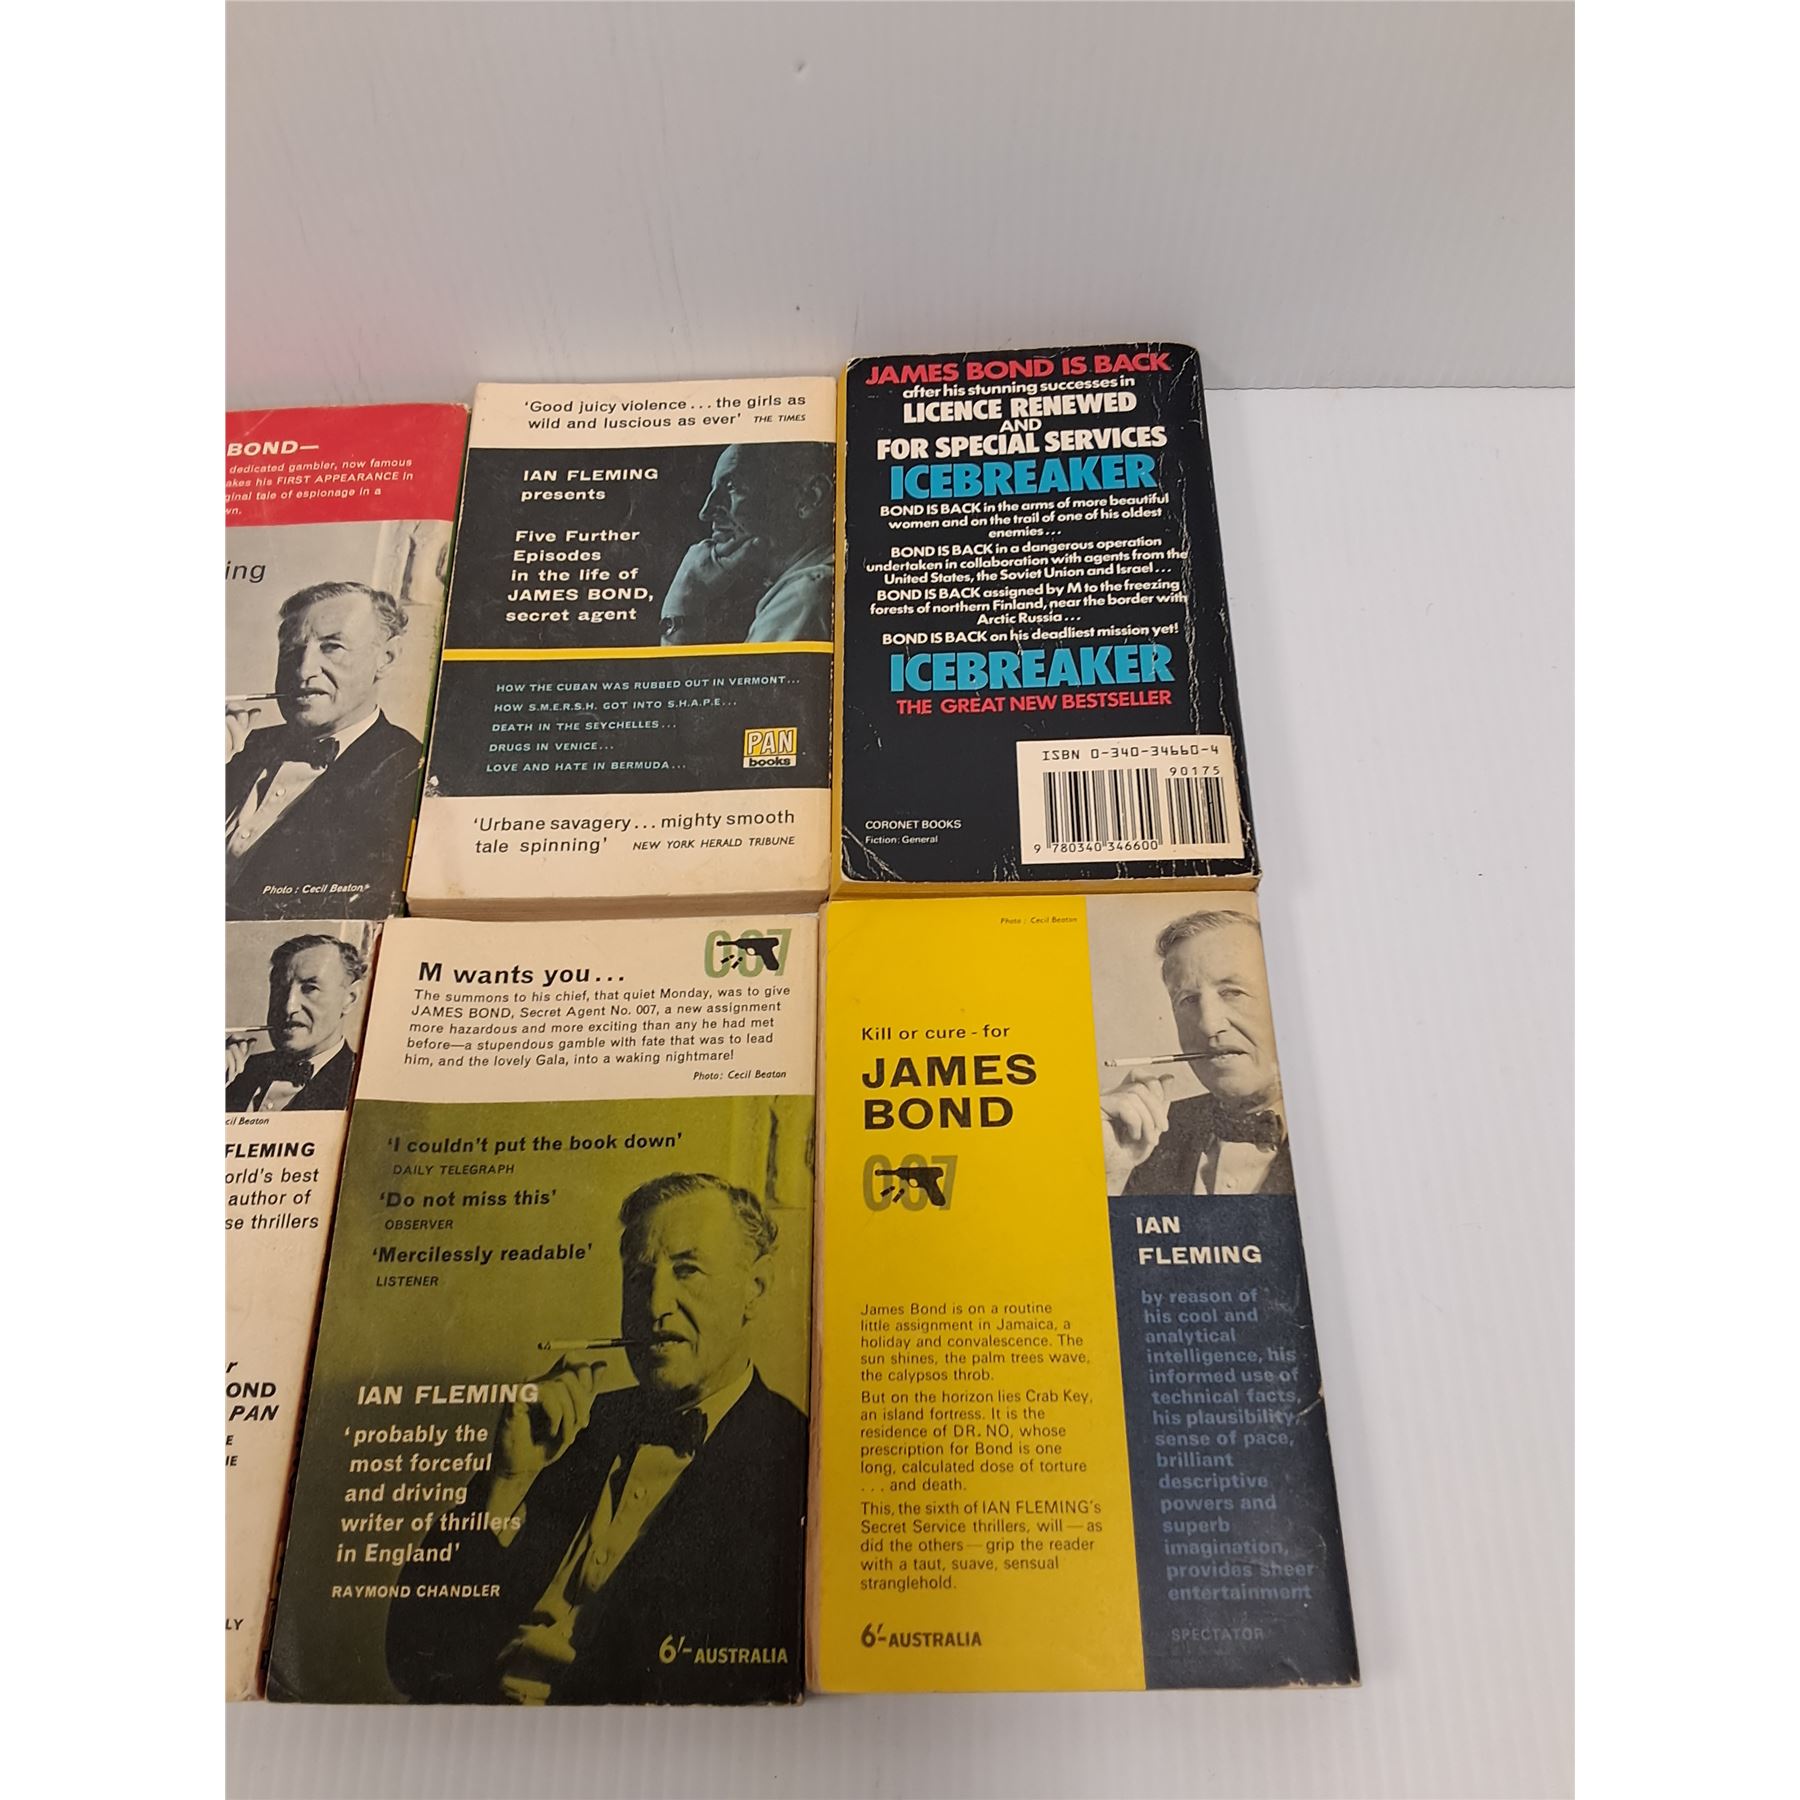 BOND—
dedicated gambler, now famous
akes his FIRST APPEARANCE in
ginal tale of espionage in a
wn.
ing
Photo : Cecil Beaton
'Good juicy violence... the girls as
wild and luscious as ever' THE TIMES
IAN FLEMING
presents
Five Further
Episodes
in the life of
JAMES BOND,
secret agent
HOW THE CUBAN WAS RUBBED OUT IN VERMONT...
HOW S.M.E.R.S.H. GOT INTO S.H.A.P.E...
DEATH IN THE SEYCHELLES...
DRUGS IN VENICE...
LOVE AND HATE IN BERMUDA...
PAN
books
'Urbane savagery... mighty smooth
tale spinning' NEW YORK HERALD TRIBUNE
JAMES BOND IS BACK
after his stunning successes in
LICENCE RENEWED
AND
FOR SPECIAL SERVICES
ICEBREAKER
BOND IS BACK in the arms of more beautiful
women and on the trail of one of his oldest
enemies...
BOND IS BACK in a dangerous operation
undertaken in collaboration with agents from the
United States, the Soviet Union and Israel...
BOND IS BACK assigned by M to the freezing
forests of northern Finland, near the border with
Arctic Russia...
BOND IS BACK on his deadliest mission yet!
ICEBREAKER
THE GREAT NEW BESTSELLER
ISBN 0-340-34660-4
90175
9 780340 346600
CORONET BOOKS
Fiction: General
cil Beaton
FLEMING
orld's best
author of
se thrillers
r
OND
PAN
E
IE
LY
007
M wants you...
The summons to his chief, that quiet Monday, was to give
JAMES BOND, Secret Agent No. 007, a new assignment
more hazardous and more exciting than any he had met
before—a stupendous gamble with fate that was to lead
him, and the lovely Gala, into a waking nightmare!
Photo: Cecil Beaton
'I couldn't put the book down'
DAILY TELEGRAPH
'Do not miss this'
OBSERVER
'Mercilessly readable'
LISTENER
IAN FLEMING
'probably the
most forceful
and driving
writer of thrillers
in England'
RAYMOND CHANDLER
6/- AUSTRALIA
Photo : Cecil Beaton
Kill or cure - for
JAMES
BOND
007
James Bond is on a routine
little assignment in Jamaica, a
holiday and convalescence. The
sun shines, the palm trees wave,
the calypsos throb.
But on the horizon lies Crab Key,
an island fortress. It is the
residence of DR. NO, whose
prescription for Bond is one
long, calculated dose of torture
... and death.
This, the sixth of IAN FLEMING's
Secret Service thrillers, will — as
did the others — grip the reader
with a taut, suave, sensual
stranglehold.
6/- AUSTRALIA
IAN
FLEMING
by reason of
his cool and
analytical
intelligence, his
informed use of
technical facts,
his plausibility,
sense of pace,
brilliant
descriptive
powers and
superb
imagination,
provides sheer
entertainment
SPECTATOR